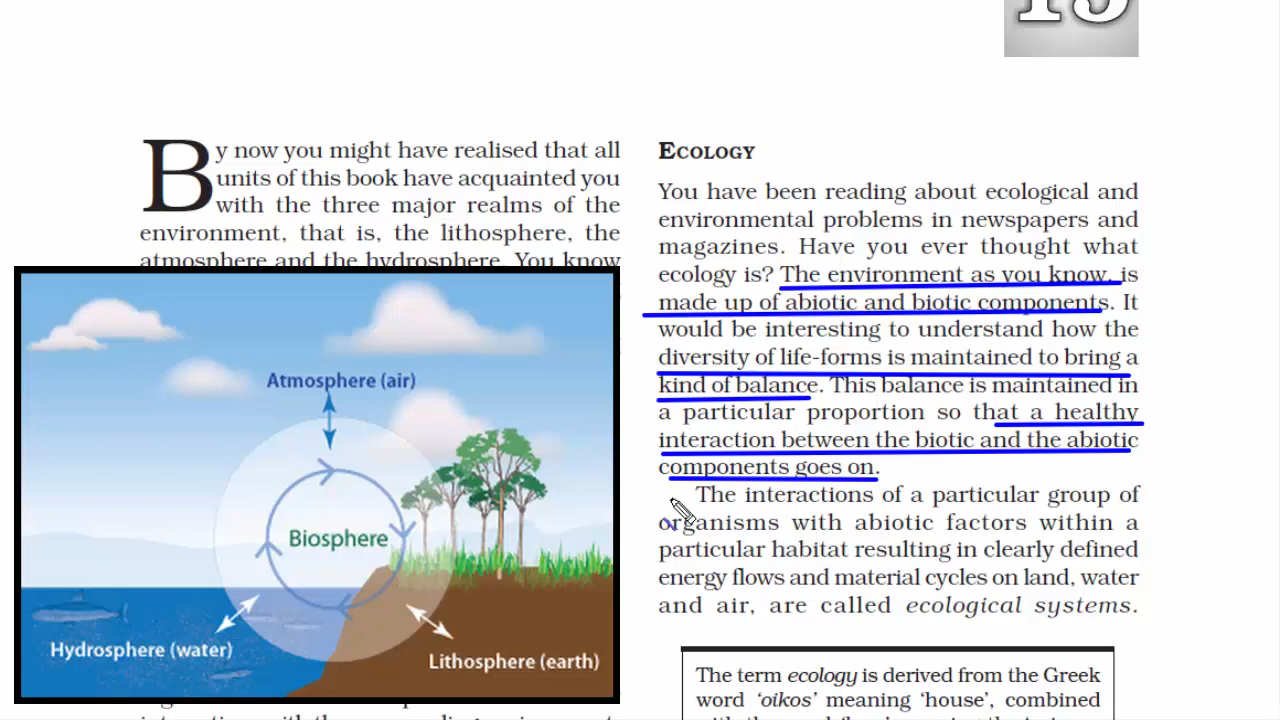 15
By now you might have realised that all
units of this book have acquainted you
with the three major realms of the
environment, that is, the lithosphere, the
atmosphere and the hydrosphere. You know
Atmosphere (air)
Biosphere
Hydrosphere (water)
Lithosphere (earth)
ECOLOGY
You have been reading about ecological and
environmental problems in newspapers and
magazines. Have you ever thought what
ecology is? The environment as you know, is
made up of abiotic and biotic components. It
would be interesting to understand how the
diversity of life-forms is maintained to bring a
kind of balance. This balance is maintained in
a particular proportion so that a healthy
interaction between the biotic and the abiotic
components goes on.
The interactions of a particular group of
organisms with abiotic factors within a
particular habitat resulting in clearly defined
energy flows and material cycles on land, water
and air, are called ecological systems.
The term ecology is derived from the Greek
word ‘oikos’ meaning ‘house’, combined